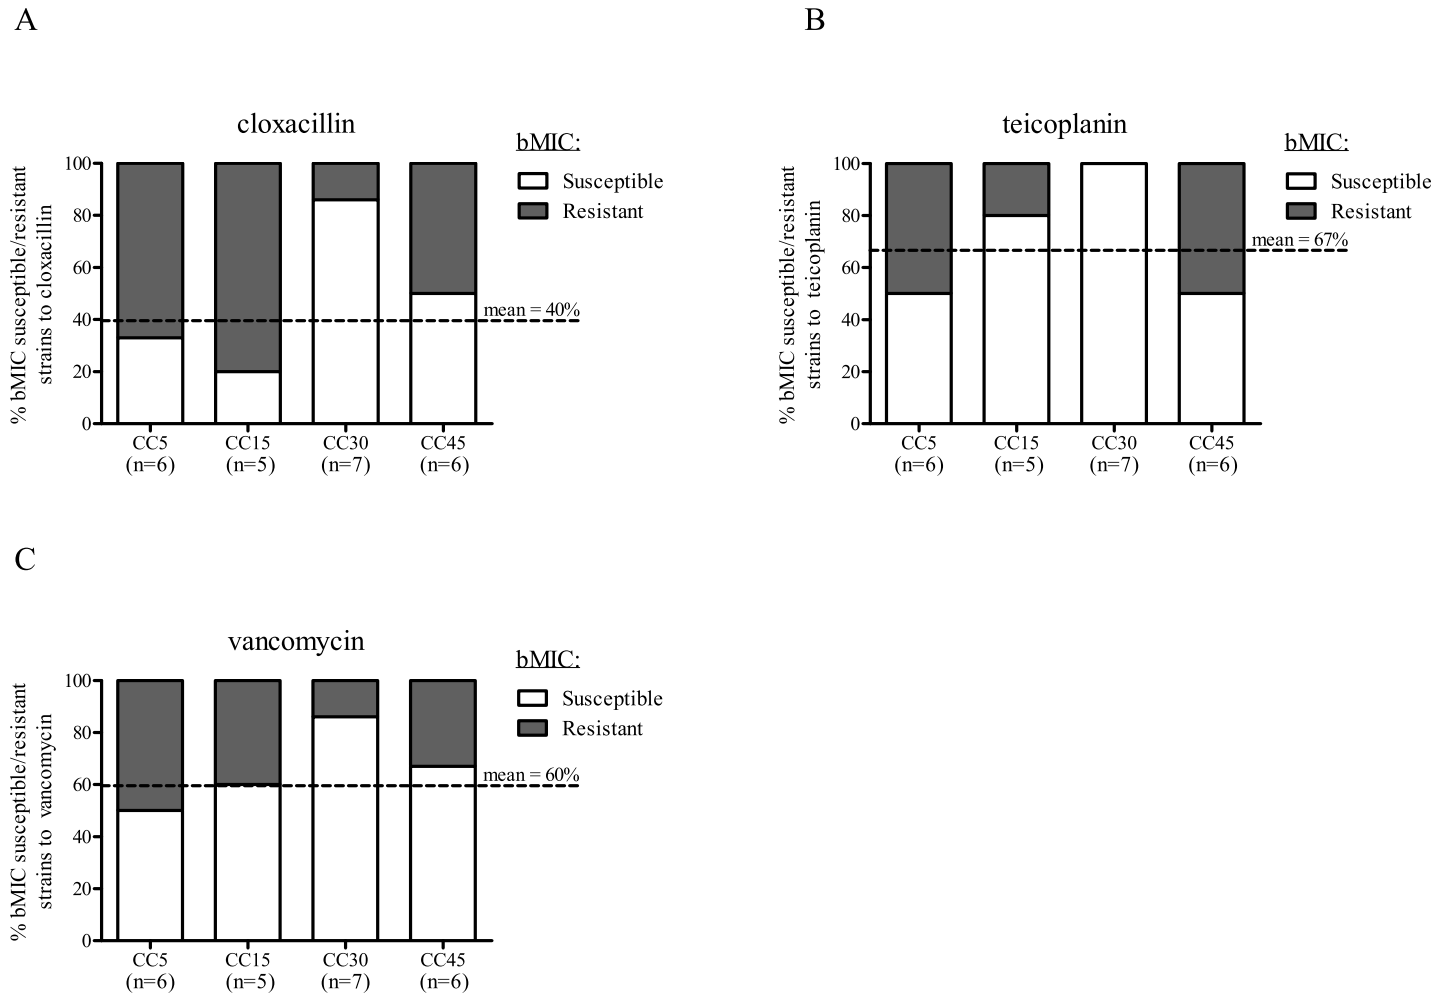 A
cloxacillin
bMIC:
Susceptible
Resistant
% bMIC susceptible/resistant
strains to cloxacillin
100
80
60
40
20
0
mean = 40%
CC5 CC15 CC30 CC45
(n=6) (n=5) (n=7) (n=6)
B
teicoplanin
bMIC:
Susceptible
Resistant
% bMIC susceptible/resistant
strains to teicoplanin
100
80
60
40
20
0
mean = 67%
CC5 CC15 CC30 CC45
(n=6) (n=5) (n=7) (n=6)
C
vancomycin
bMIC:
Susceptible
Resistant
% bMIC susceptible/resistant
strains to vancomycin
100
80
60
40
20
0
mean = 60%
CC5 CC15 CC30 CC45
(n=6) (n=5) (n=7) (n=6)